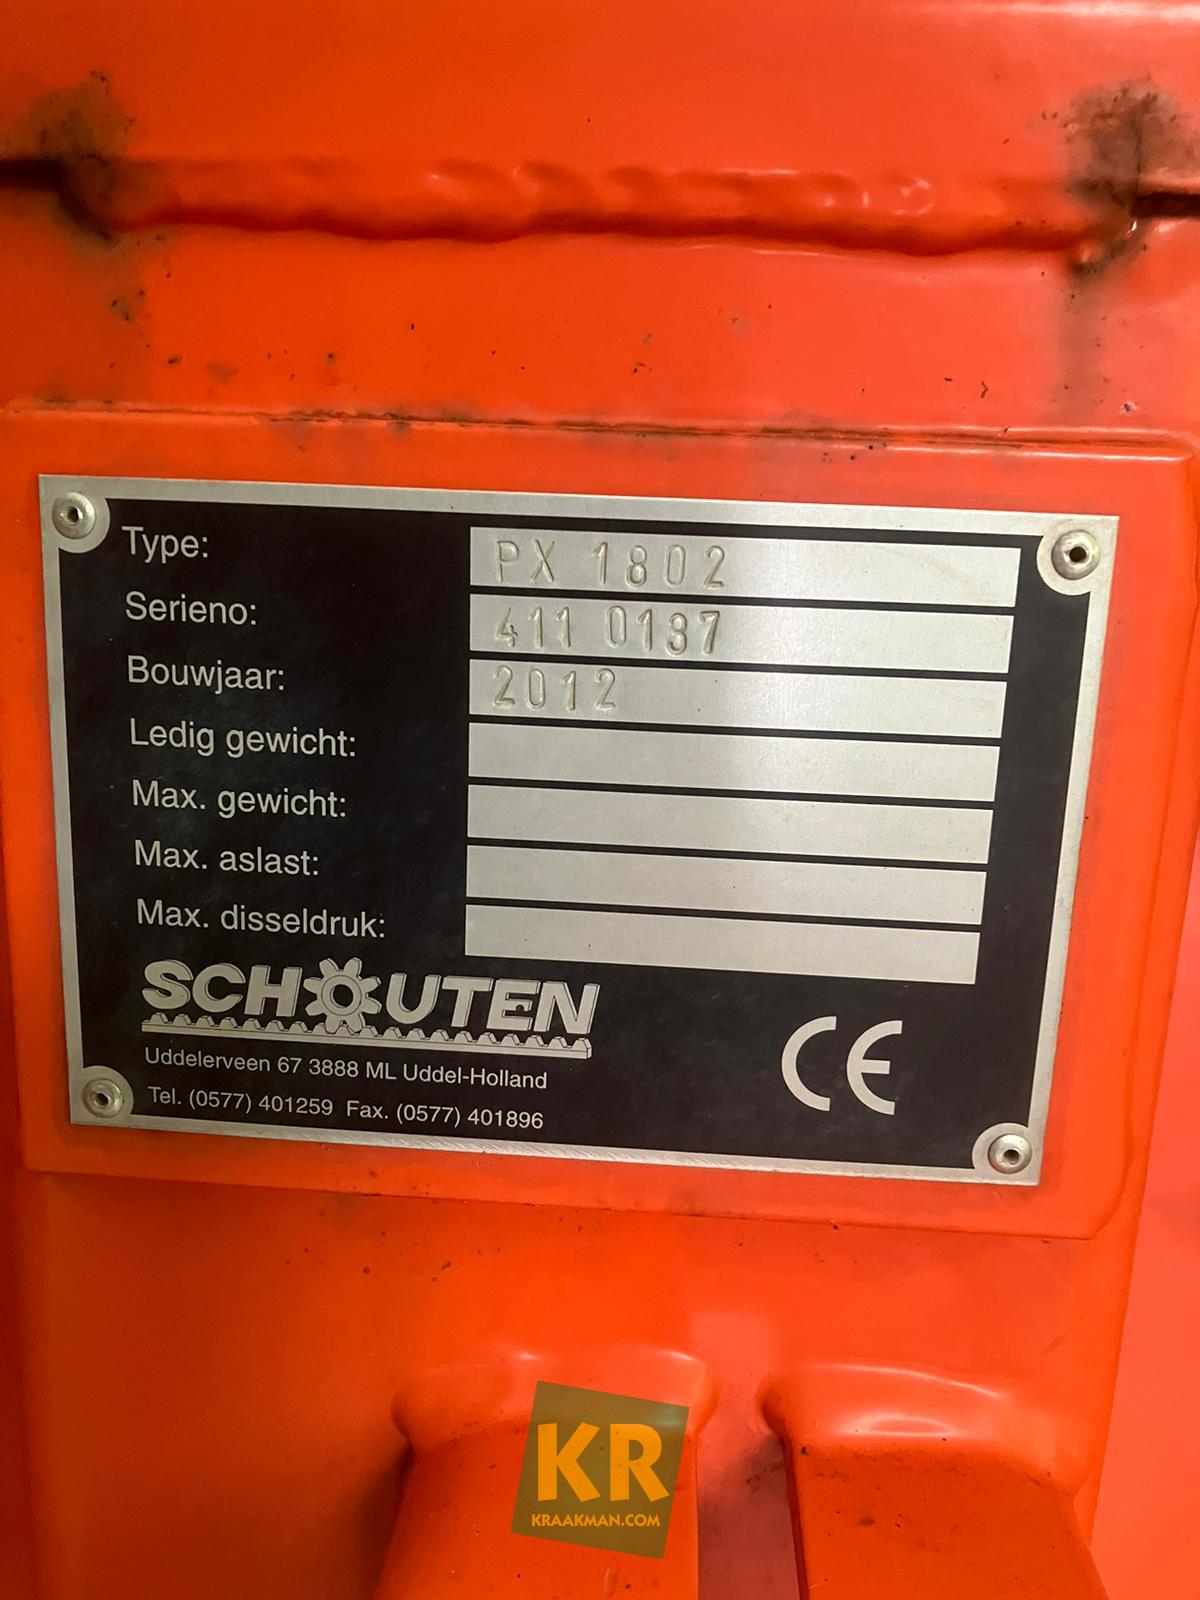 Type: PX 1802
Serieno: 411 0137
Bouwjaar: 2012
Ledig gewicht:
Max. gewicht:
Max. aslast:
Max. disseldruk:
SCHOUTEN
Uddelerveen 67 3888 ML Uddel-Holland
Tel. (0577) 401259 Fax. (0577) 401896
CE
KR
KRAAKMAN.COM